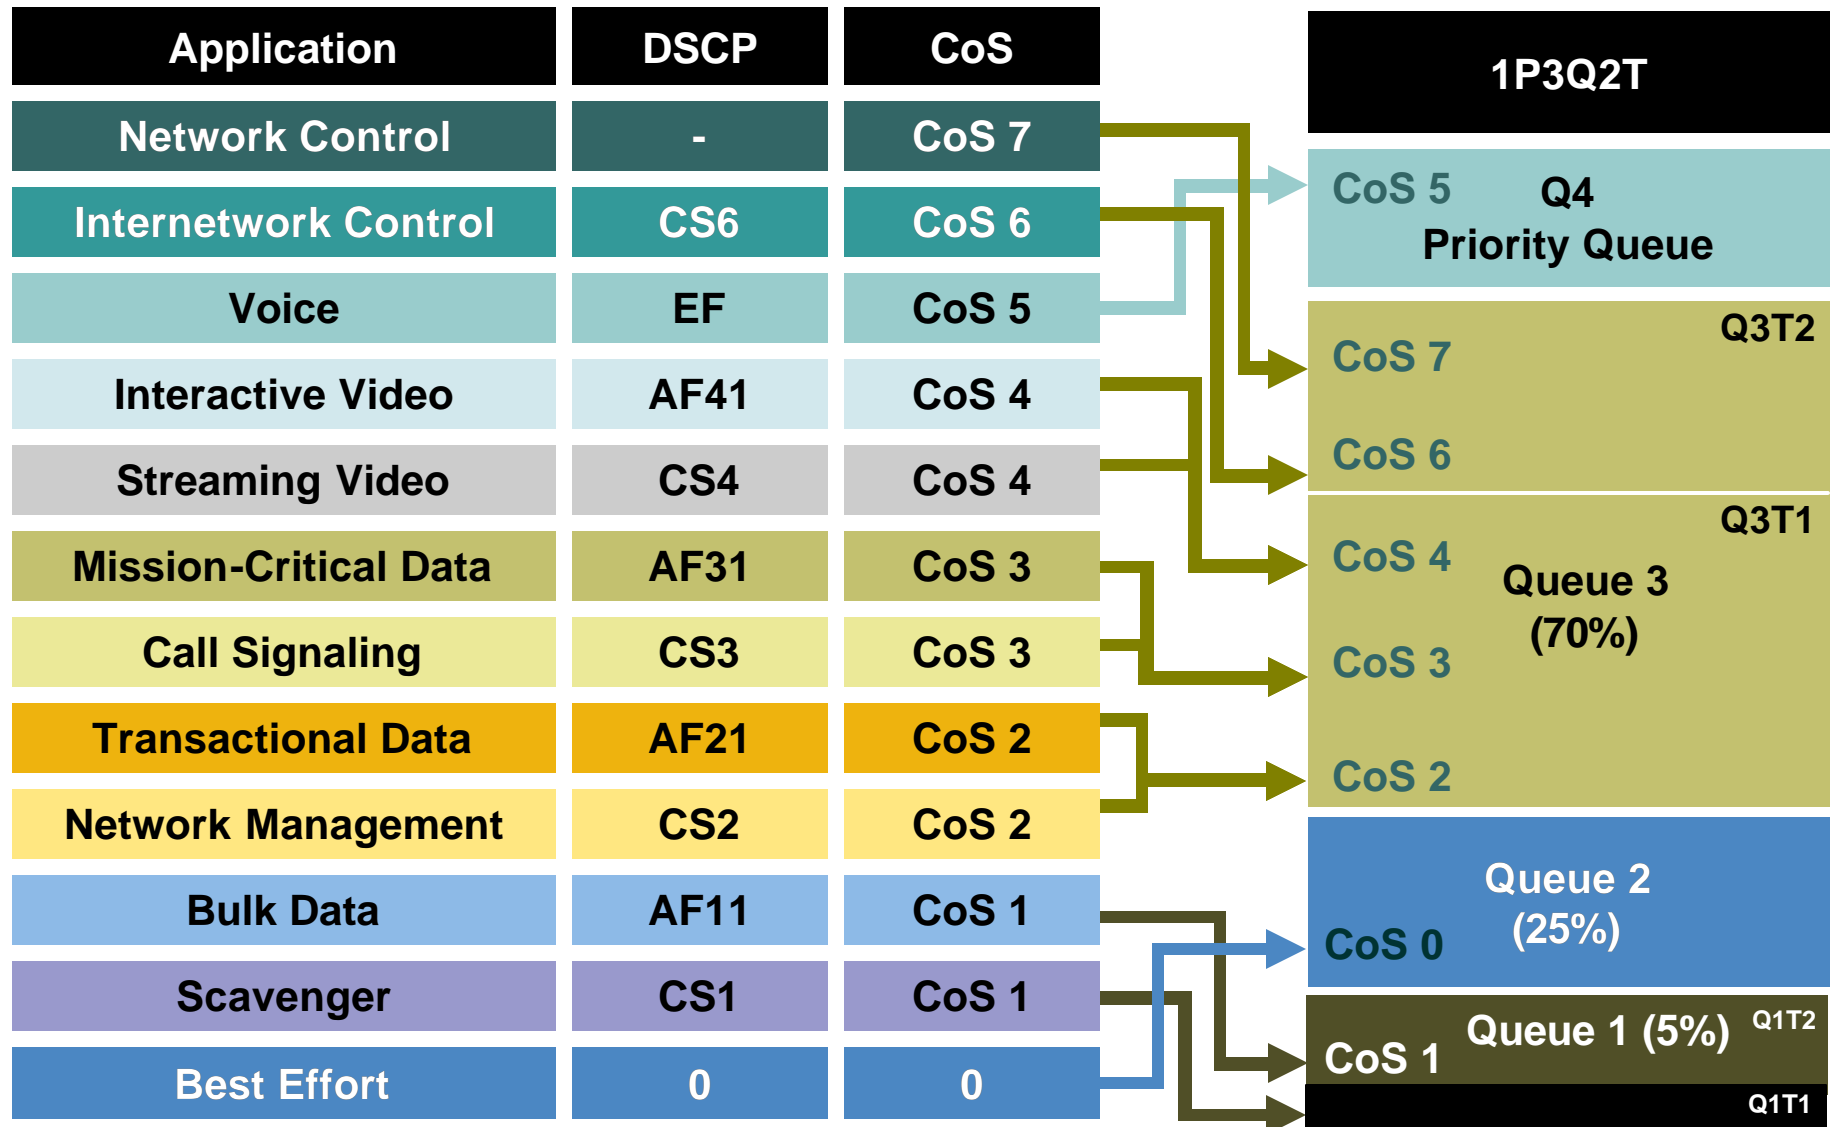 Application DSCP CoS
Network Control - CoS 7
Internetwork Control CS6 CoS 6
Voice EF CoS 5
Interactive Video AF41 CoS 4
Streaming Video CS4 CoS 4
Mission-Critical Data AF31 CoS 3
Call Signaling CS3 CoS 3
Transactional Data AF21 CoS 2
Network Management CS2 CoS 2
Bulk Data AF11 CoS 1
Scavenger CS1 CoS 1
Best Effort 0 0
1P3Q2T
CoS 5 Q4
Priority Queue
Q3T2
CoS 7
CoS 6
Q3T1
CoS 4
Queue 3
(70%)
CoS 3
CoS 2
Queue 2
(25%)
CoS 0
Queue 1 (5%) Q1T2
CoS 1
Q1T1